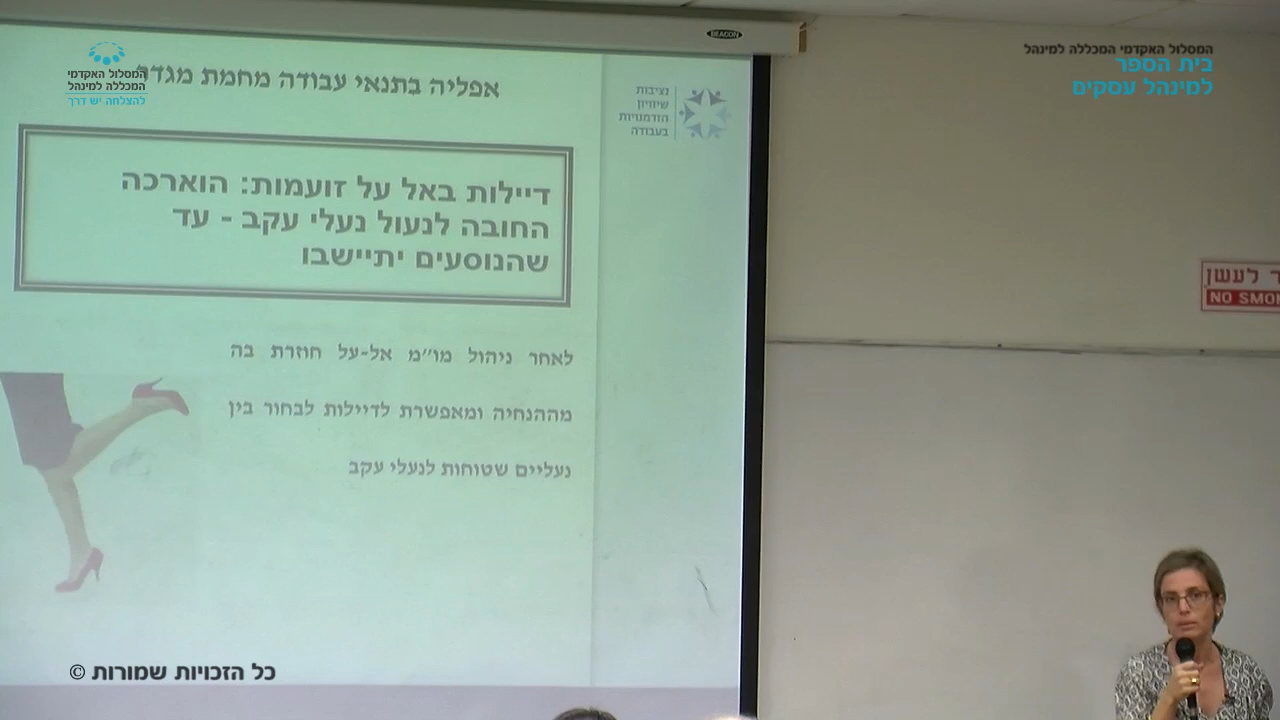 BEACON
המסלול האקדמי
המכללה למינהל
להצלחה יש דרך
המסלול האקדמי המכללה למינהל
בית הספר
למינהל עסקים
אפליה בתנאי עבודה מחמת מגדר
נציבות
שיוויון
הזדמנויות
בעבודה
דיילות באל על זועמות: הוארכה
החובה לנעול נעלי עקב - עד
שהנוסעים יתיישבו
לאחר ניהול מו״מ אל-על חוזרת בה
מההנחיה ומאפשרת לדיילות לבחור בין
נעליים שטוחות לנעלי עקב
לעשן
NO SMO
כל הזכויות שמורות ©